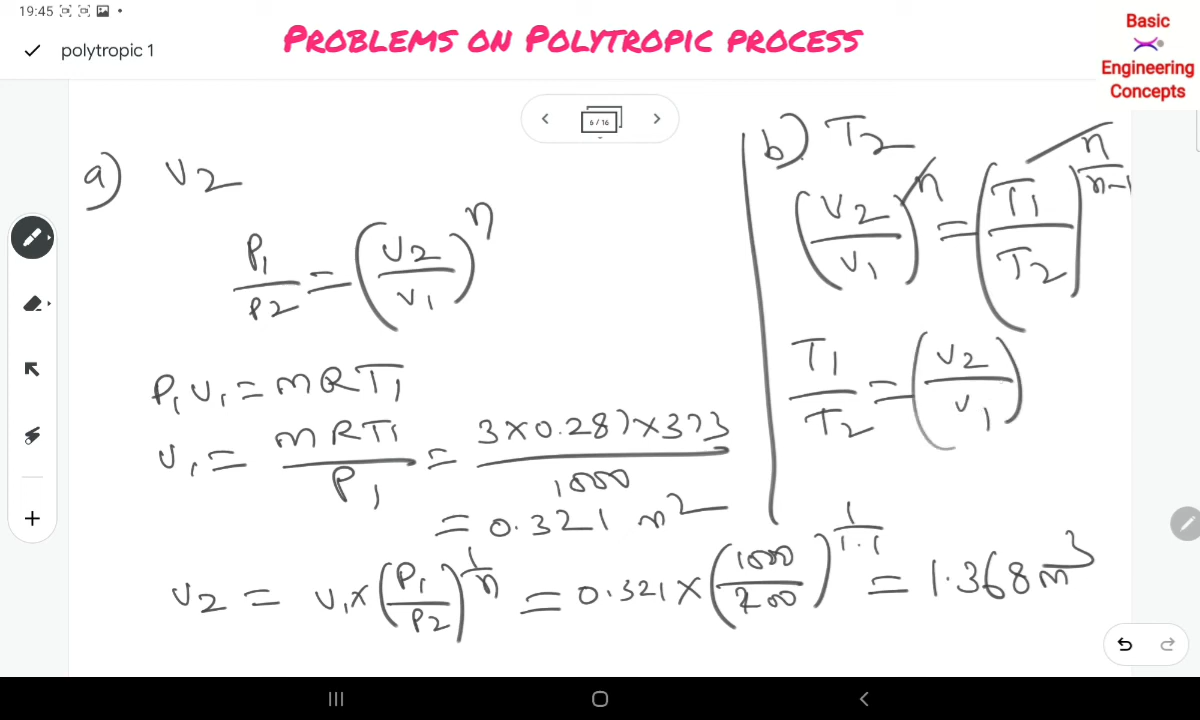 19:45
polytropic 1
PROBLEMS ON POLYTROPIC PROCESS
Basic
Engineering
Concepts
6 / 16
a) V2
P1/P2 = (V2/V1)^n
P1V1 = mRT1
V1 = mRT1/P1 = 3×0.287×373/1000
= 0.321 m2
V2 = V1×(P1/P2)^1/n = 0.321×(1000/200)^1/1.1 = 1.368m3
b) T2
(V2/V1)^n = (T1/T2)^n/n-1
T1/T2 = (V2/V1)